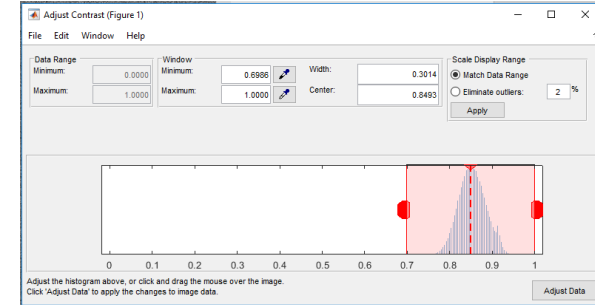 Adjust Contrast (Figure 1)
File Edit Window Help
Data Range
Minimum: 0.0000
Maximum: 1.0000
Window
Minimum: 0.6986
Maximum: 1.0000
Width: 0.3014
Center: 0.8493
Scale Display Range
Match Data Range
Eliminate outliers: 2 %
Apply
0 0.1 0.2 0.3 0.4 0.5 0.6 0.7 0.8 0.9 1
Adjust the histogram above, or click and drag the mouse over the image.
Click 'Adjust Data' to apply the changes to image data.
Adjust Data